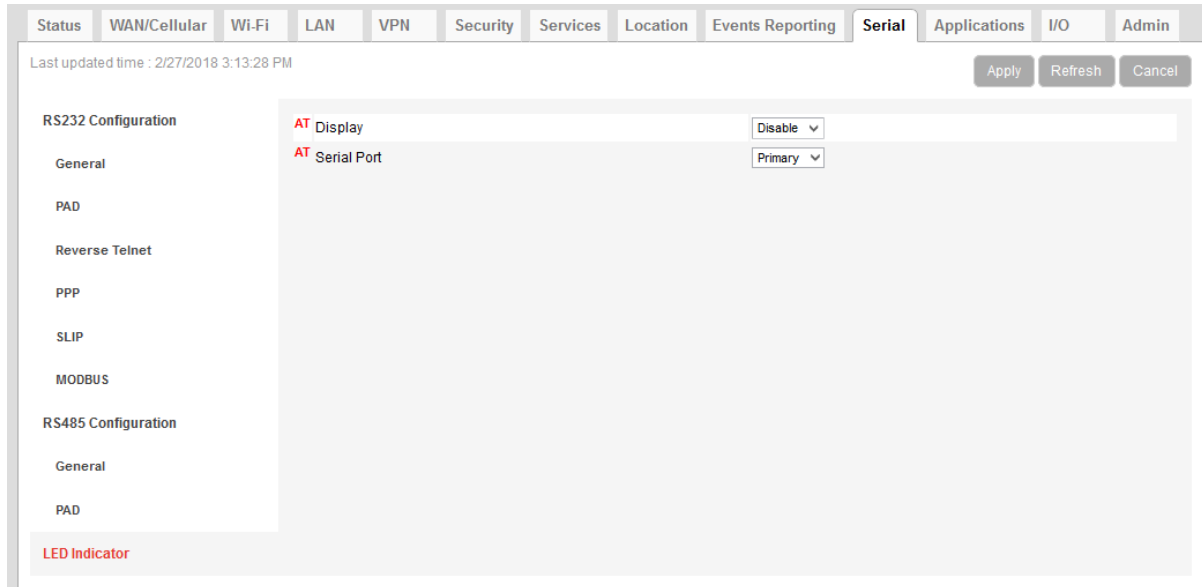 Status WAN/Cellular Wi-Fi LAN VPN Security Services Location Events Reporting Serial Applications I/O Admin
Last updated time : 2/27/2018 3:13:28 PM
Apply Refresh Cancel
RS232 Configuration
AT Display Disable
AT Serial Port Primary
General
PAD
Reverse Telnet
PPP
SLIP
MODBUS
RS485 Configuration
General
PAD
LED Indicator